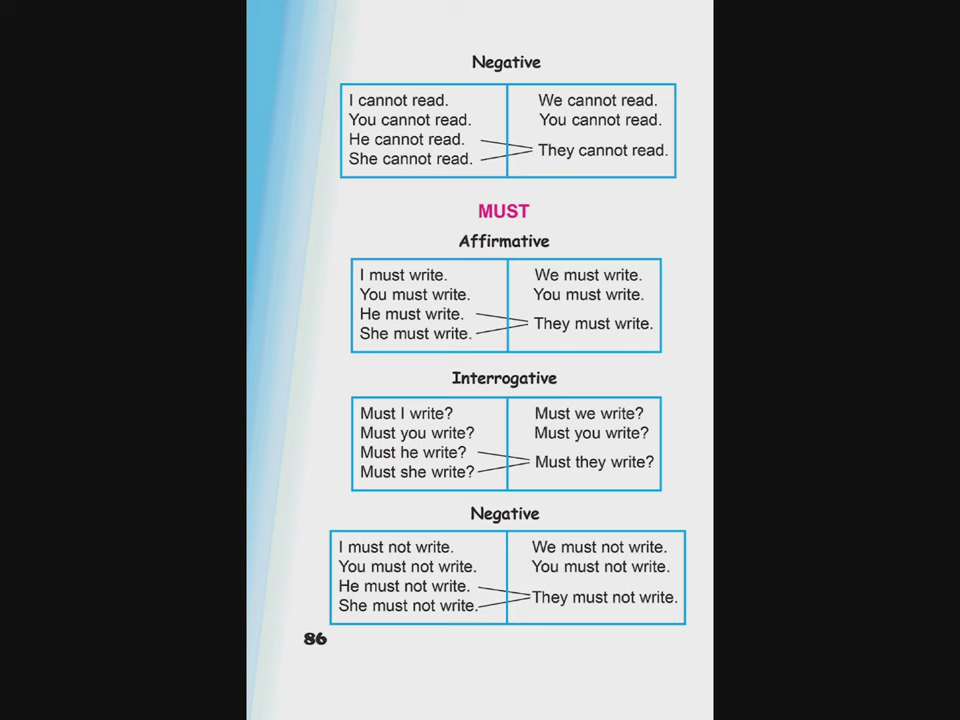 Negative
I cannot read.
You cannot read.
He cannot read.
She cannot read.
We cannot read.
You cannot read.
They cannot read.
MUST
Affirmative
I must write.
You must write.
He must write.
She must write.
We must write.
You must write.
They must write.
Interrogative
Must I write?
Must you write?
Must he write?
Must she write?
Must we write?
Must you write?
Must they write?
Negative
I must not write.
You must not write.
He must not write.
She must not write.
We must not write.
You must not write.
They must not write.
86